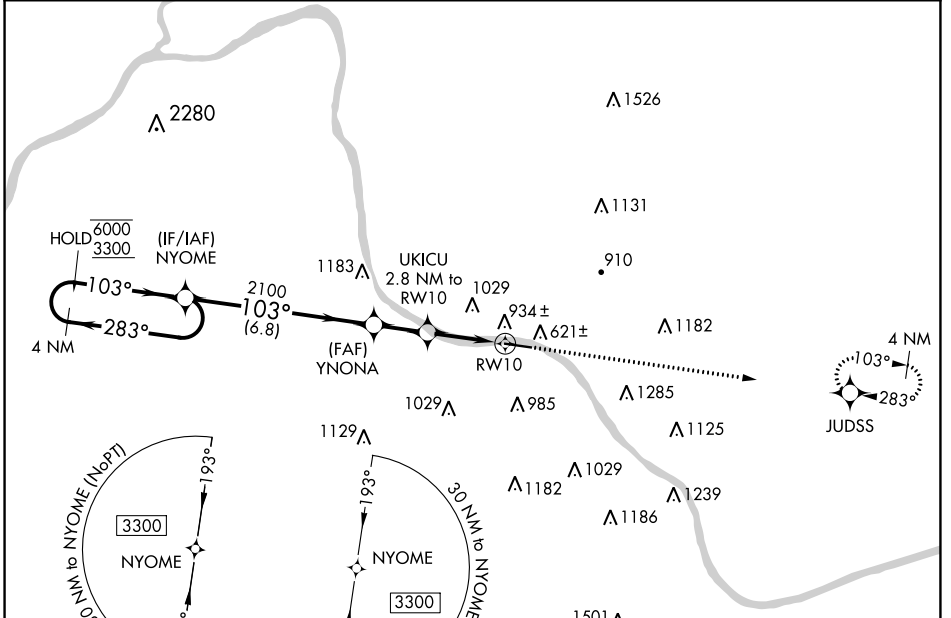 2280
1526
1131
910
HOLD 6000
3300
(IF/IAF)
NYOME
103°
283°
4 NM
2100
103°
(6.8)
1183
UKICU
2.8 NM to
RW10
1029
934±
621±
(FAF)
YNONA
RW10
1182
4 NM
103°
283°
JUDSS
1285
1029
985
1125
1129
1182
1029
1239
1186
NYOME (NoPT)
193°
3300
NYOME
193°
NYOME
3300
30 NM to NYOME
1501